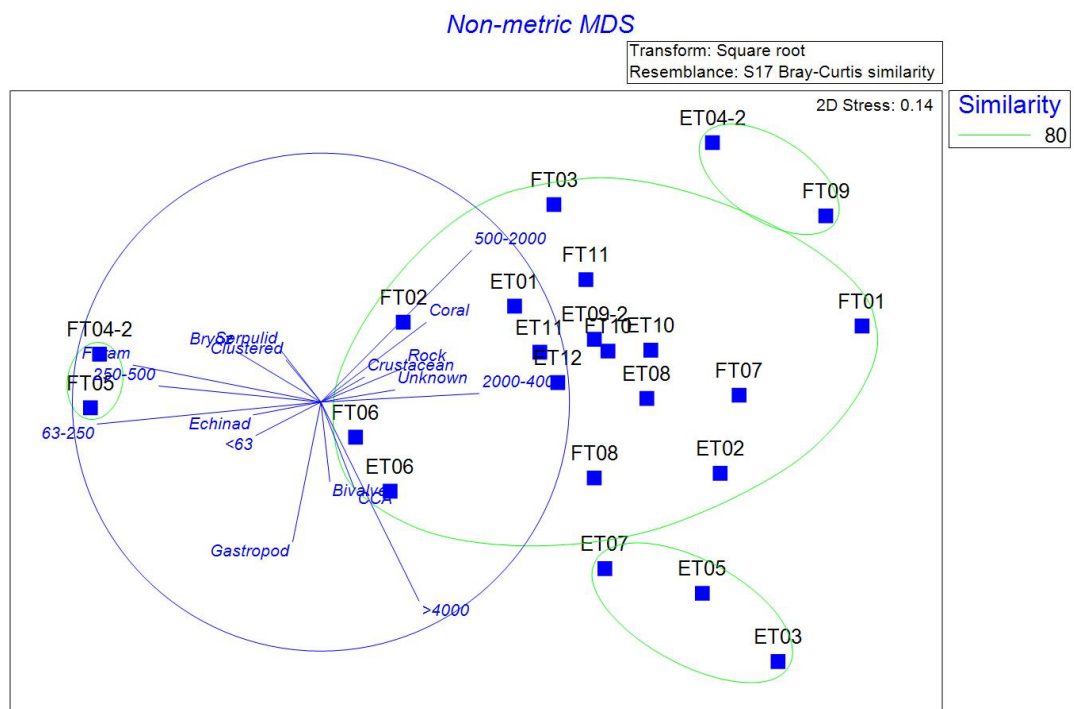 Non-metric MDS
Transform: Square root
Resemblance: S17 Bray-Curtis similarity
2D Stress: 0.14
Similarity
80
ET04-2
FT09
FT03
500-2000
FT11
ET01
FT01
FT02
Coral
ET09-2
FT10
ET10
ET11
FT04-2
Serpulid
Clustered
Rock
ET12
Crustacean
250-500
Unknown
2000-400
ET08
FT07
FT05
63-250
Echinad
<63
FT06
ET06
FT08
ET02
Bivalve
CCA
Gastropod
ET07
ET05
>4000
ET03